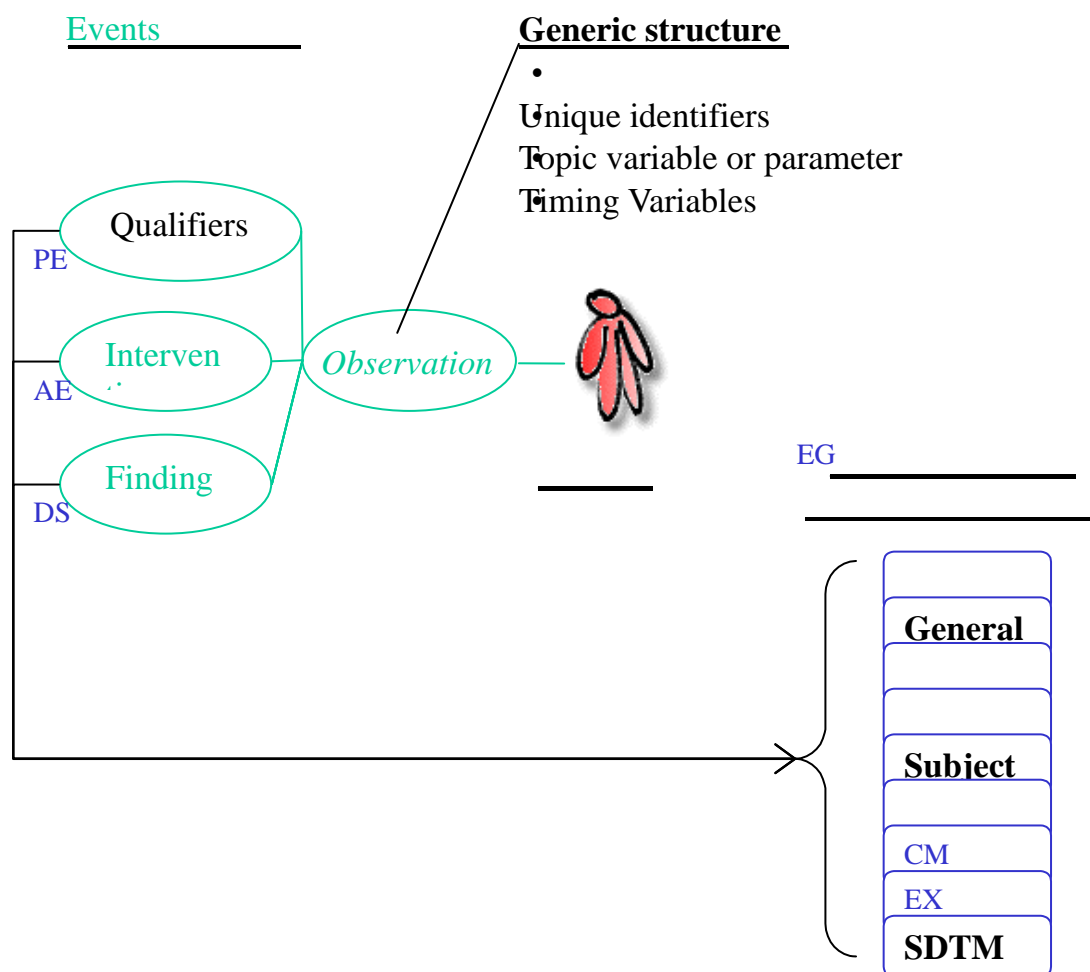 Events
Generic structure
•
• Unique identifiers
• Topic variable or parameter
• Timing Variables
Qualifiers
PE
Interven
AE
Observation
Finding
DS
EG
General
Subject
CM
EX
SDTM